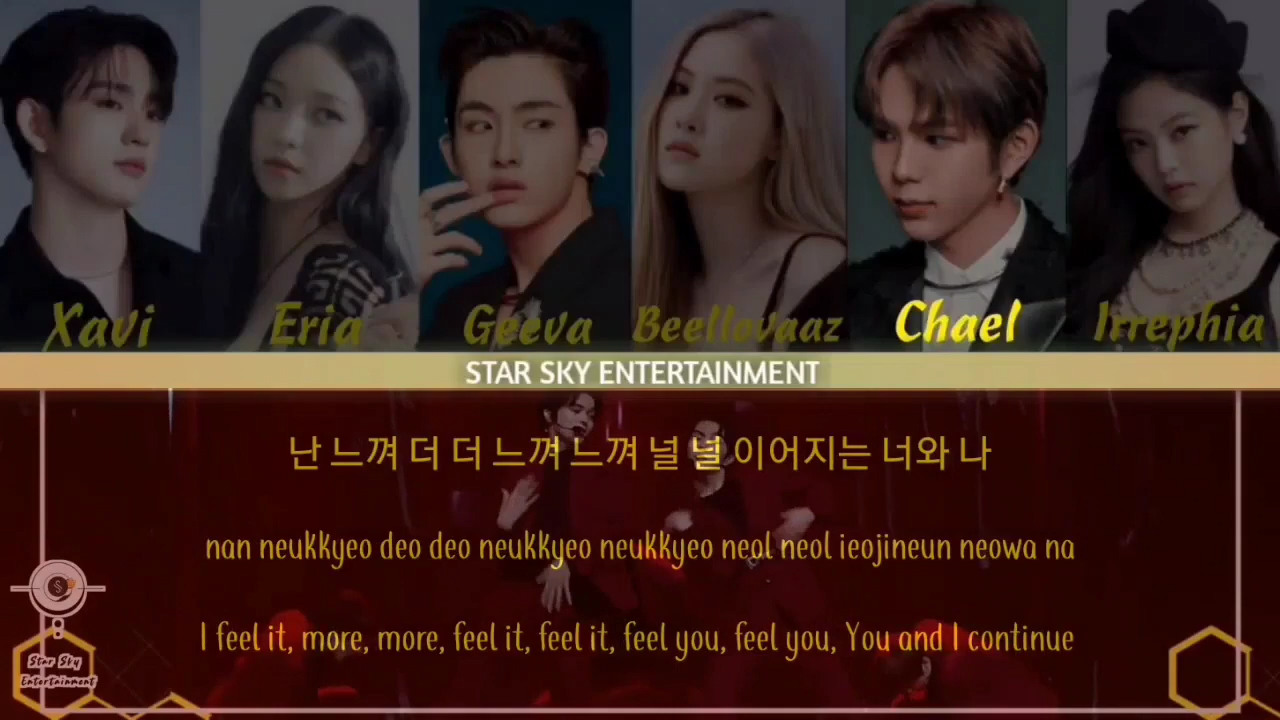 Xavi
Eria
Geeva
Beellovaaz
Chael
Irrephia
STAR SKY ENTERTAINMENT
난 느껴 더 더 느껴 느껴 널 널 이어지는 너와 나
nan neukkyeo deo deo neukkyeo neukkyeo neol neol ieojineun neowa na
I feel it, more, more, feel it, feel it, feel you, feel you, You and I continue
Star Sky
Entertainment